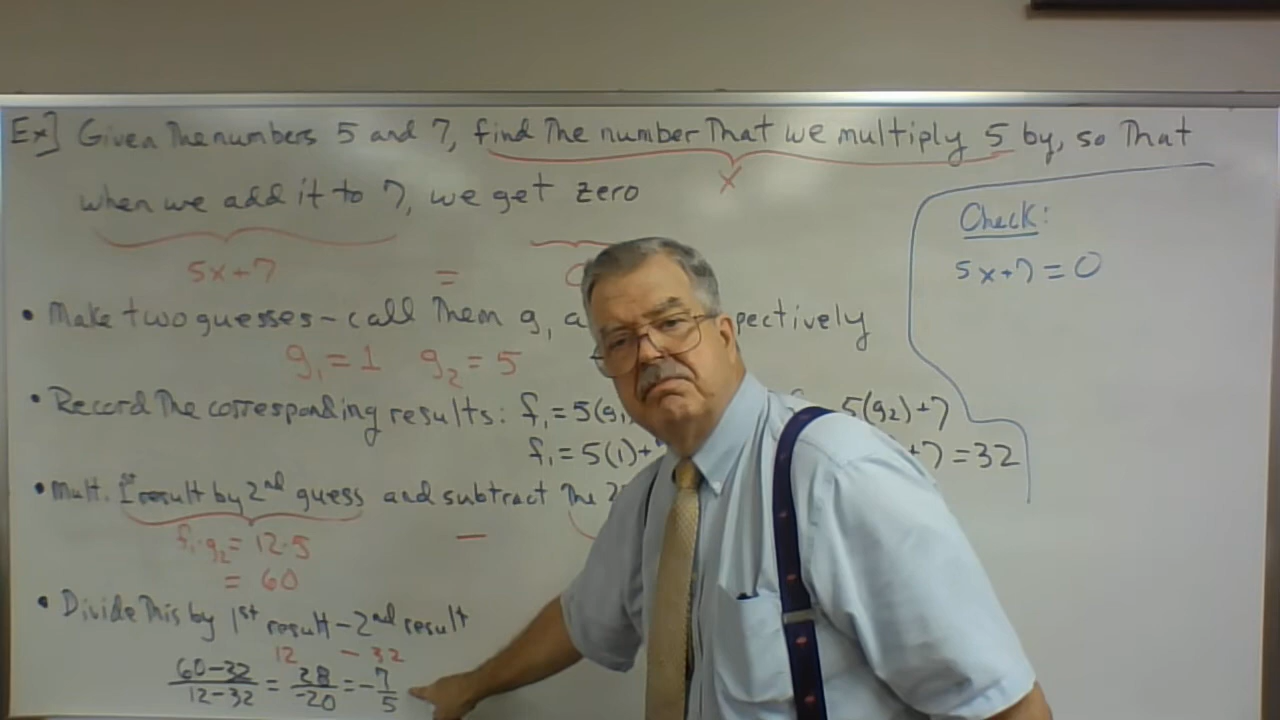 Ex] Given The numbers 5 and 7, find The number That we multiply 5 by, so That
x
when we add it to 7, we get zero
5x+7 =
• Make two guesses – call Them g₁
g₁ = 1 g₂ = 5
• Record The corresponding results: f₁ = 5(g₁ 5(g₂)+7
f₁ = 5(1)+ +7 = 32
• Mult. 1st result by 2nd guess and subtract The
f₁·g₂ = 12·5 —
= 60
• Divide This by 1st result – 2nd result
12 – 32
60–32/12–32 = 28/-20 = -7/5
Check:
5x+7=0